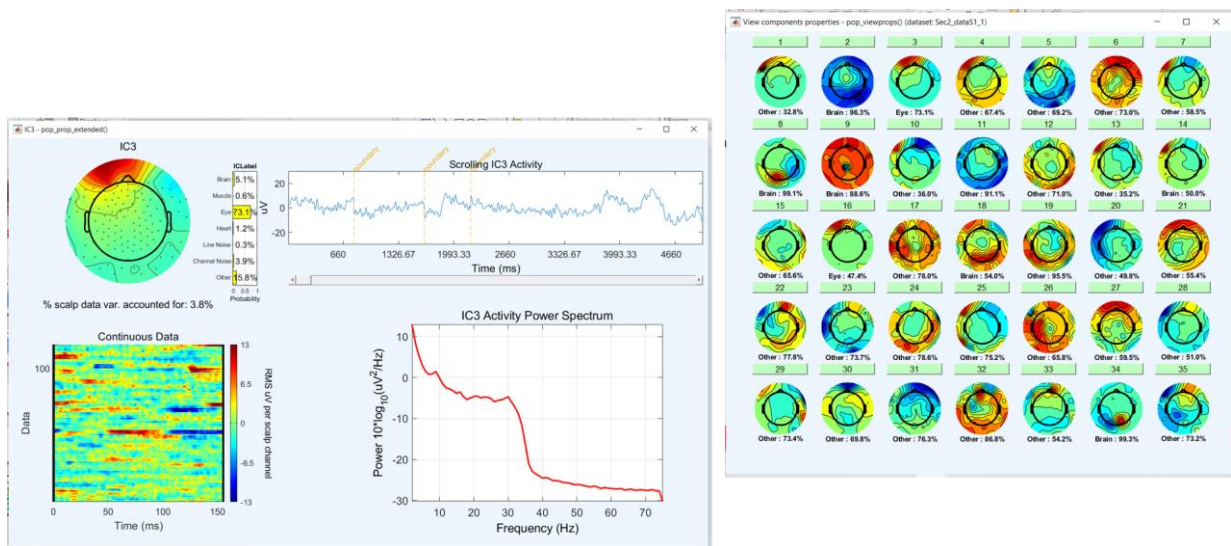 IC3 - pop_prop_extended()
IC3
ICLabel
Brain 5.1%
Muscle 0.6%
Eye 73.1%
Heart 1.2%
Line Noise 0.3%
Channel Noise 3.9%
Other 15.8%
0 0.5 1
Probability
% scalp data var. accounted for: 3.8%
boundary boundary boundary
Scrolling IC3 Activity
uV
20
0
-20
660 1326.67 1993.33 2660 3326.67 3993.33 4660
Time (ms)
Continuous Data
Data
100
0 50 100 150
Time (ms)
13
6.5
0
-6.5
-13
RMS uV per scalp channel
IC3 Activity Power Spectrum
Power 10*log10(uV2/Hz)
10
0
-10
-20
-30
10 20 30 40 50 60 70
Frequency (Hz)
View components properties - pop_viewprops() (dataset: Sec2_dataS1_1)
1 2 3 4 5 6 7
Other : 32.8% Brain : 96.3% Eye : 73.1% Other : 67.4% Other : 69.2% Other : 73.0% Other : 58.5%
8 9 10 11 12 13 14
Brain : 99.1% Brain : 88.6% Other : 36.0% Other : 91.1% Other : 71.0% Other : 35.2% Brain : 50.0%
15 16 17 18 19 20 21
Other : 65.6% Eye : 47.4% Other : 78.0% Brain : 54.0% Other : 95.5% Other : 49.8% Other : 55.4%
22 23 24 25 26 27 28
Other : 77.8% Other : 73.7% Other : 78.6% Other : 75.2% Other : 65.8% Other : 59.5% Other : 51.0%
29 30 31 32 33 34 35
Other : 73.4% Other : 69.8% Other : 76.3% Other : 86.8% Other : 54.2% Brain : 99.3% Other : 73.2%